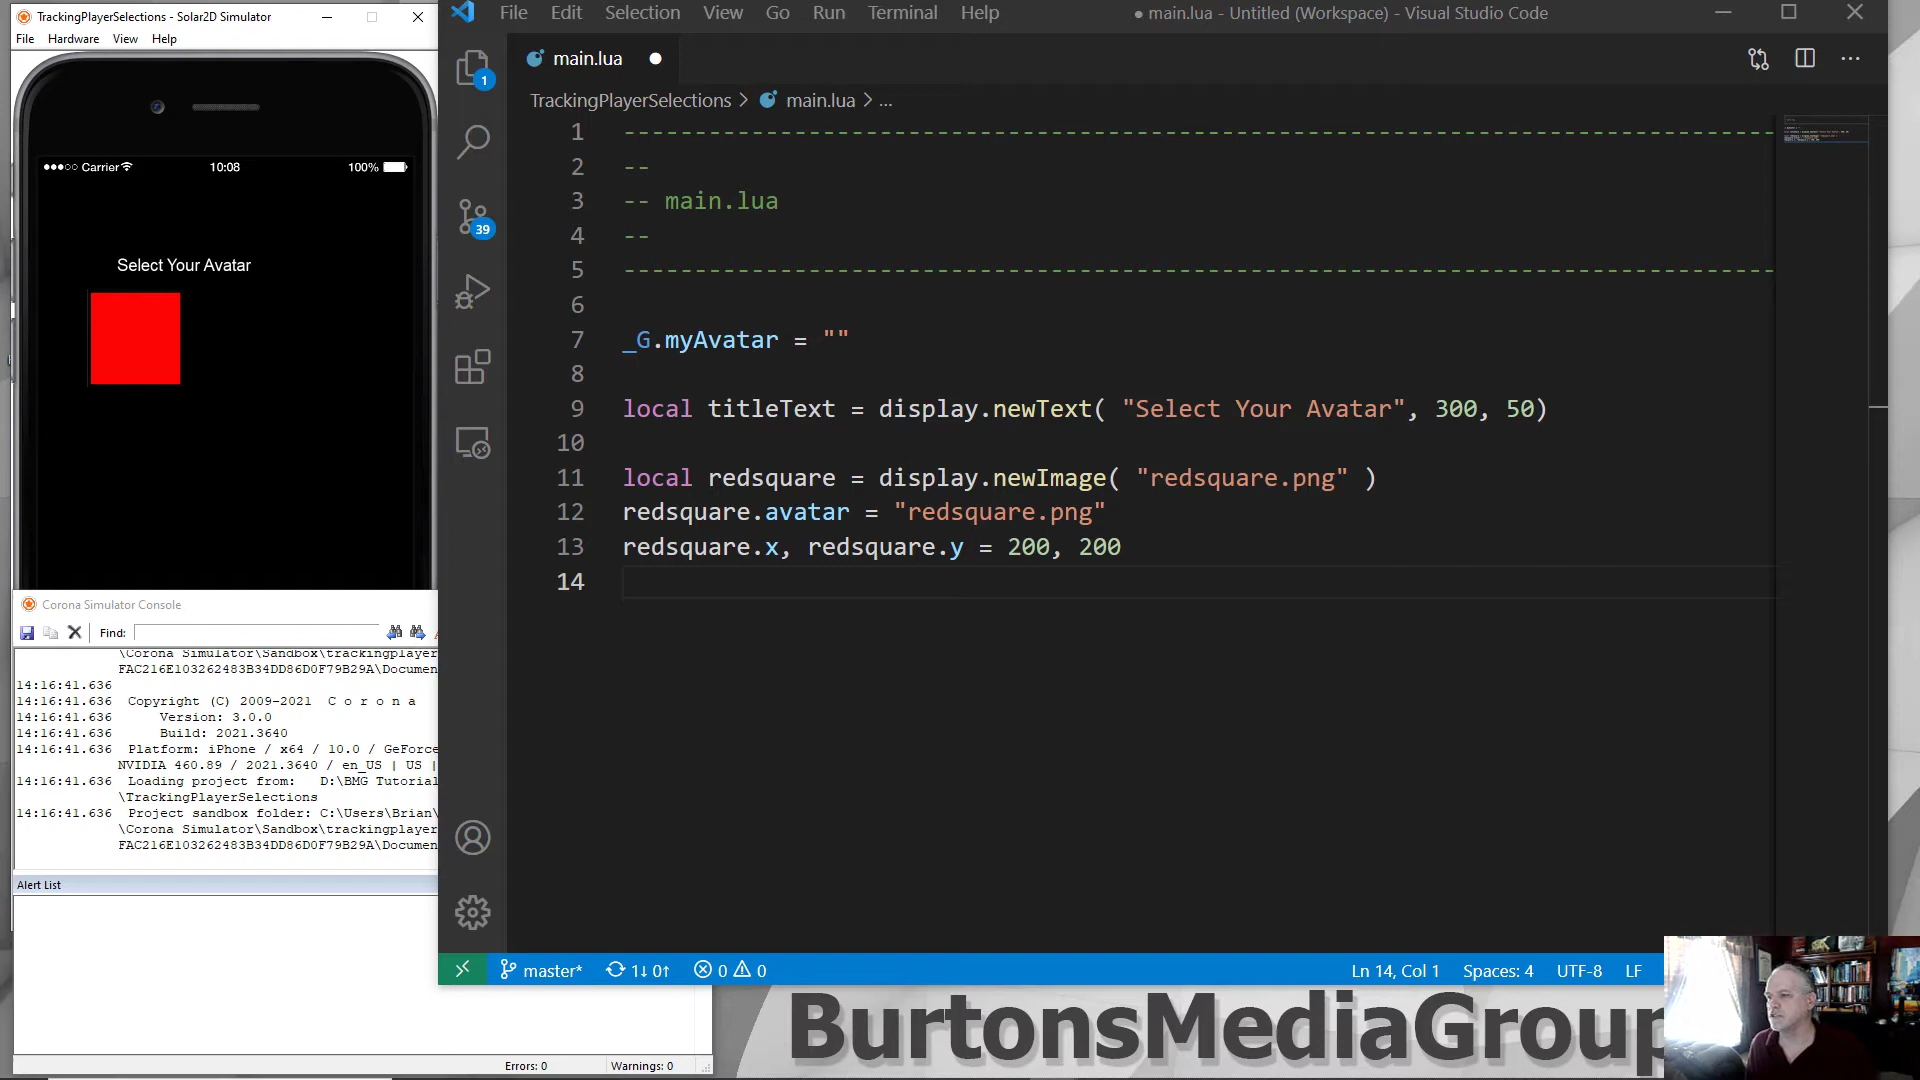 TrackingPlayerSelections - Solar2D Simulator
File Hardware View Help
Carrier 10:08 100%
Select Your Avatar
Corona Simulator Console
Find:
\Corona Simulator\Sandbox\trackingplayer
FAC216E103262483B34DD86D0F79B29A\Documen
14:16:41.636
14:16:41.636 Copyright (C) 2009-2021 C o r o n a
14:16:41.636 Version: 3.0.0
14:16:41.636 Build: 2021.3640
14:16:41.636 Platform: iPhone / x64 / 10.0 / GeForce
NVIDIA 460.89 / 2021.3640 / en_US | US |
14:16:41.636 Loading project from: D:\BMG Tutorial
\TrackingPlayerSelections
14:16:41.636 Project sandbox folder: C:\Users\Brian\
\Corona Simulator\Sandbox\trackingplayer
FAC216E103262483B34DD86D0F79B29A\Documen
Alert List
Errors: 0 Warnings: 0
File Edit Selection View Go Run Terminal Help ● main.lua - Untitled (Workspace) - Visual Studio Code
main.lua
TrackingPlayerSelections > main.lua > ...
1
39
1 ---------------------------------------------------------------------------------
2 --
3 -- main.lua
4 --
5 ---------------------------------------------------------------------------------
6
7 _G.myAvatar = ""
8
9 local titleText = display.newText( "Select Your Avatar", 300, 50)
10
11 local redsquare = display.newImage( "redsquare.png" )
12 redsquare.avatar = "redsquare.png"
13 redsquare.x, redsquare.y = 200, 200
14
master* 1↓ 0↑ 0 0 Ln 14, Col 1 Spaces: 4 UTF-8 LF
BurtonsMediaGroup